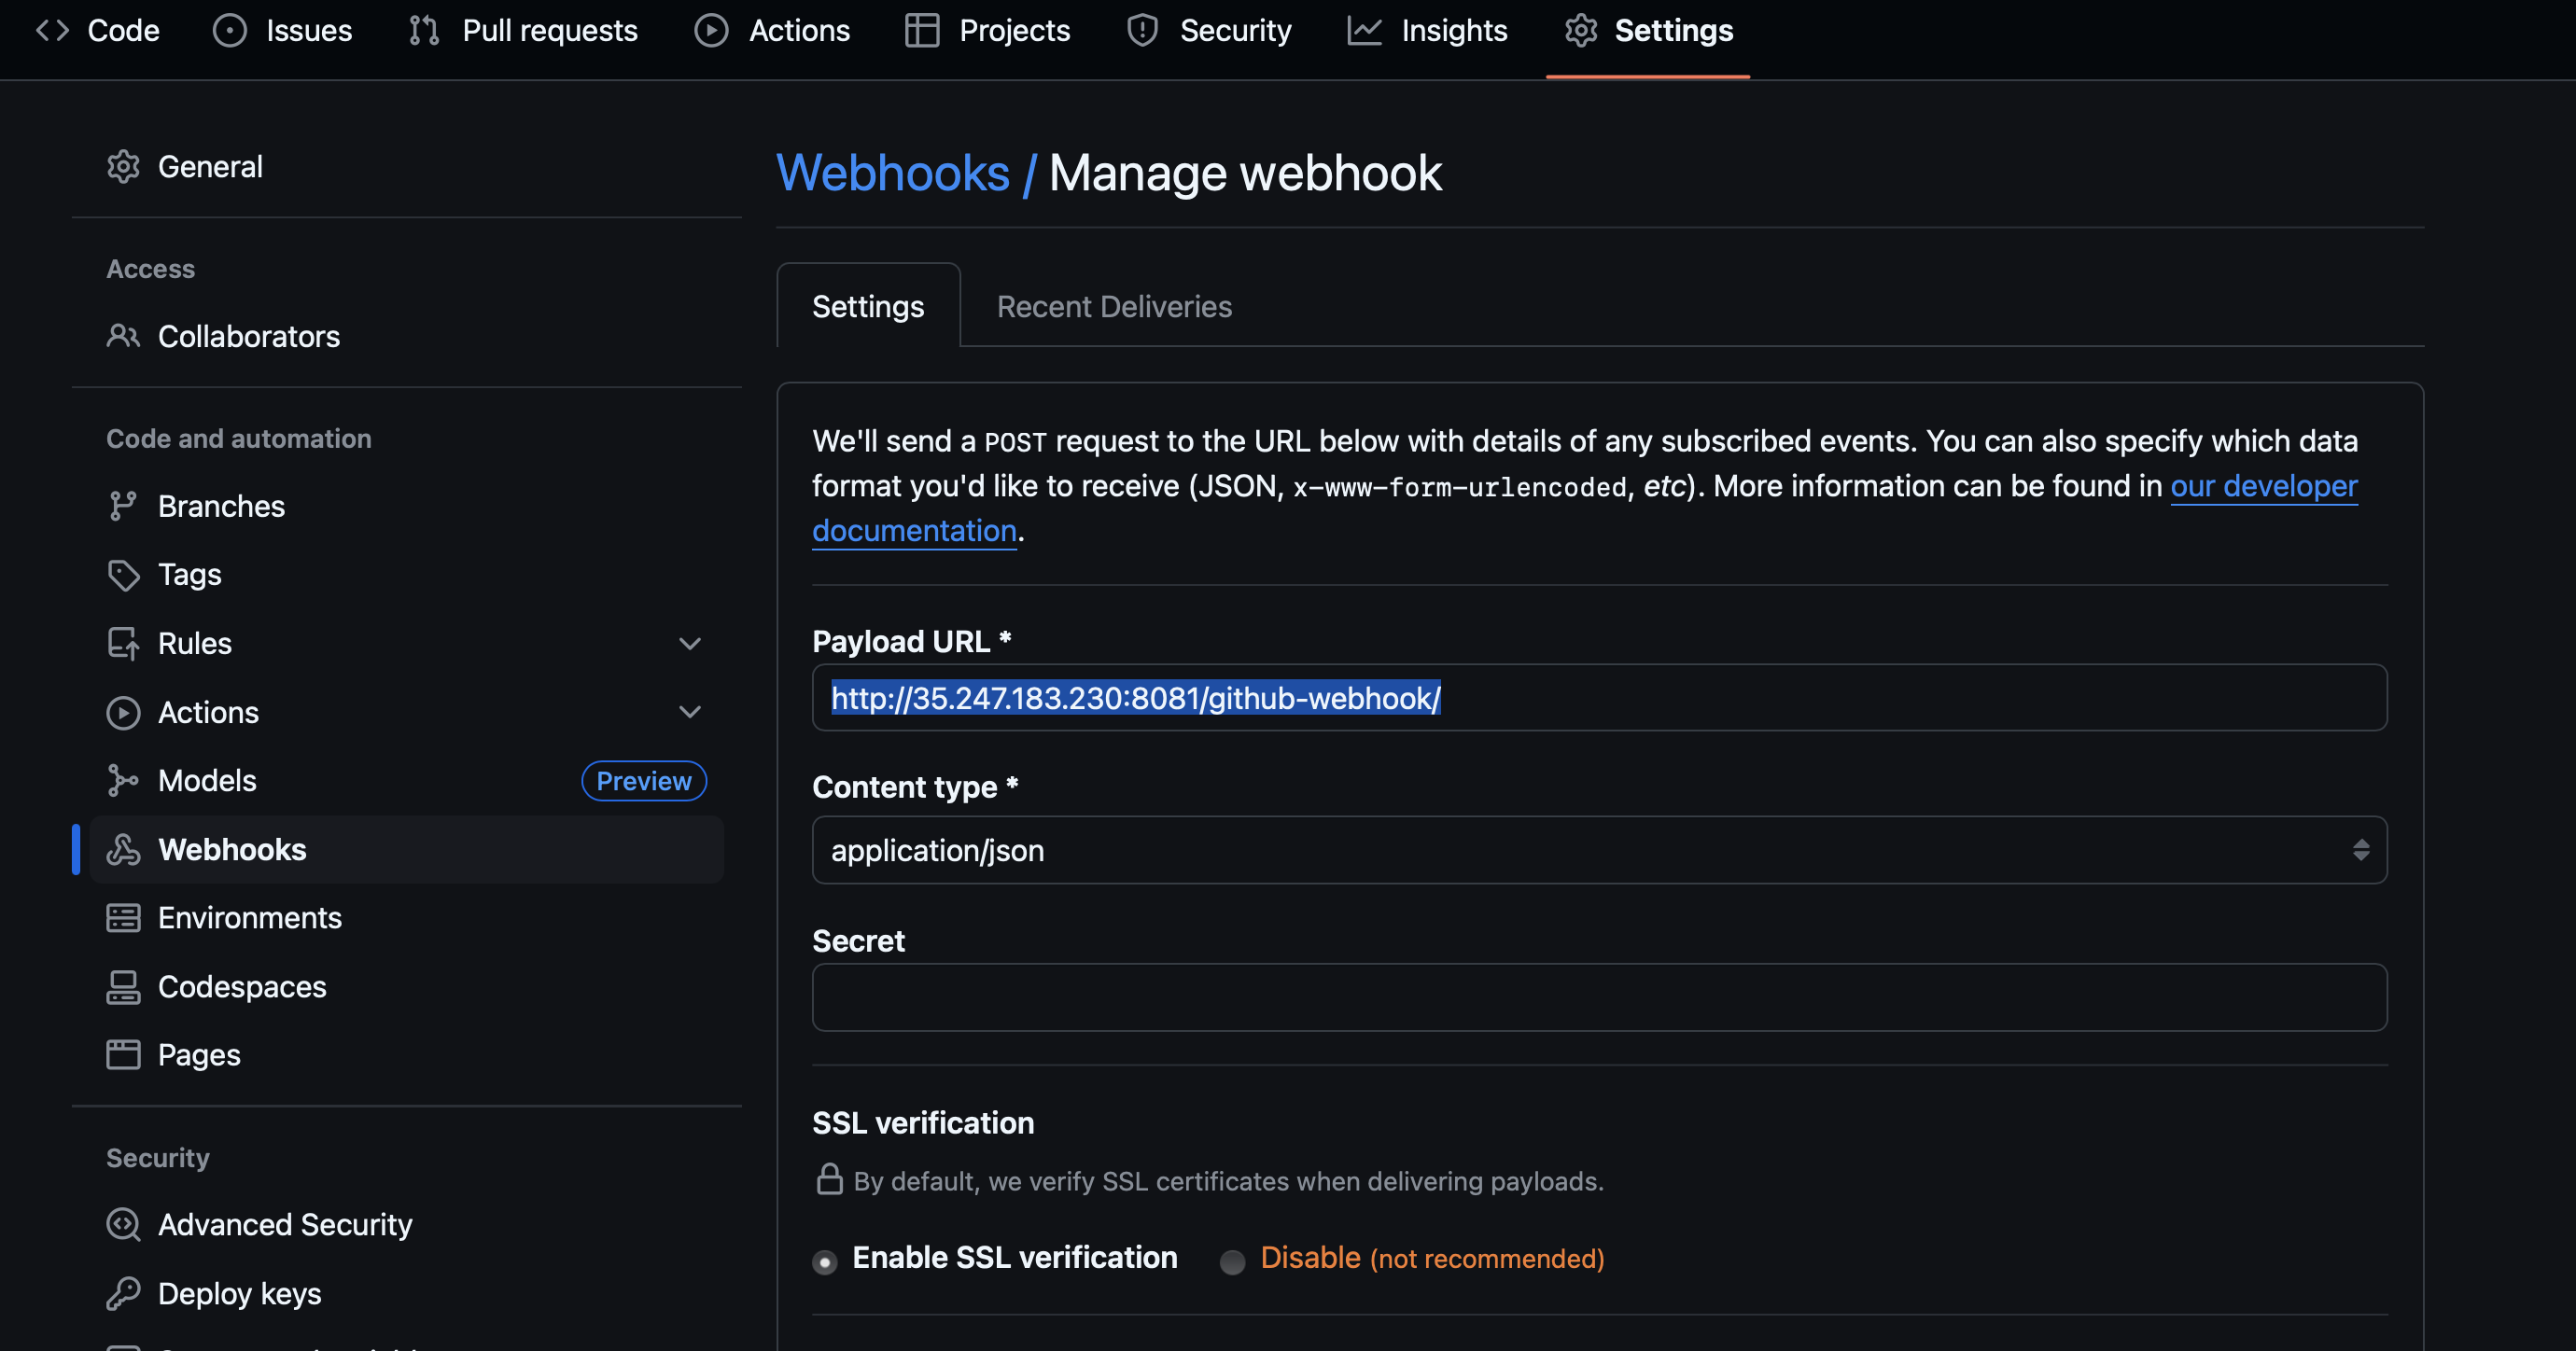 Code Issues Pull requests Actions Projects Security Insights Settings
General
Access
Collaborators
Code and automation
Branches
Tags
Rules
Actions
Models Preview
Webhooks
Environments
Codespaces
Pages
Security
Advanced Security
Deploy keys
Webhooks / Manage webhook
Settings Recent Deliveries
We'll send a POST request to the URL below with details of any subscribed events. You can also specify which data
format you'd like to receive (JSON, x-www-form-urlencoded, etc). More information can be found in our developer
documentation.
Payload URL *
http://35.247.183.230:8081/github-webhook/
Content type *
application/json
Secret
SSL verification
By default, we verify SSL certificates when delivering payloads.
Enable SSL verification Disable (not recommended)